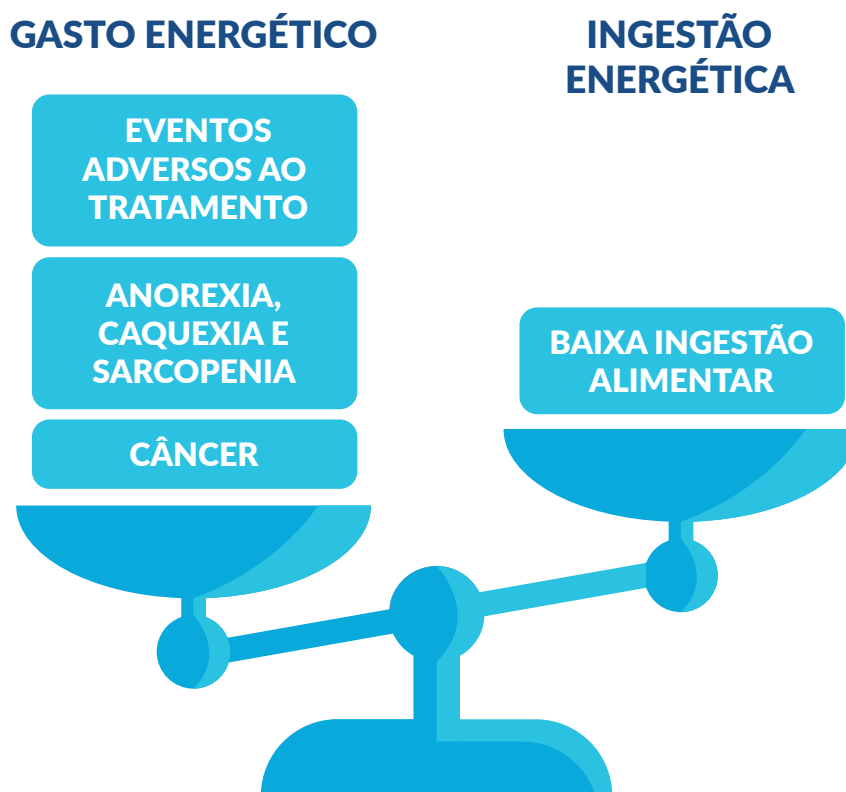 GASTO ENERGÉTICO
EVENTOS
ADVERSOS AO
TRATAMENTO
ANOREXIA,
CAQUEXIA E
SARCOPENIA
CÂNCER
INGESTÃO
ENERGÉTICA
BAIXA INGESTÃO
ALIMENTAR